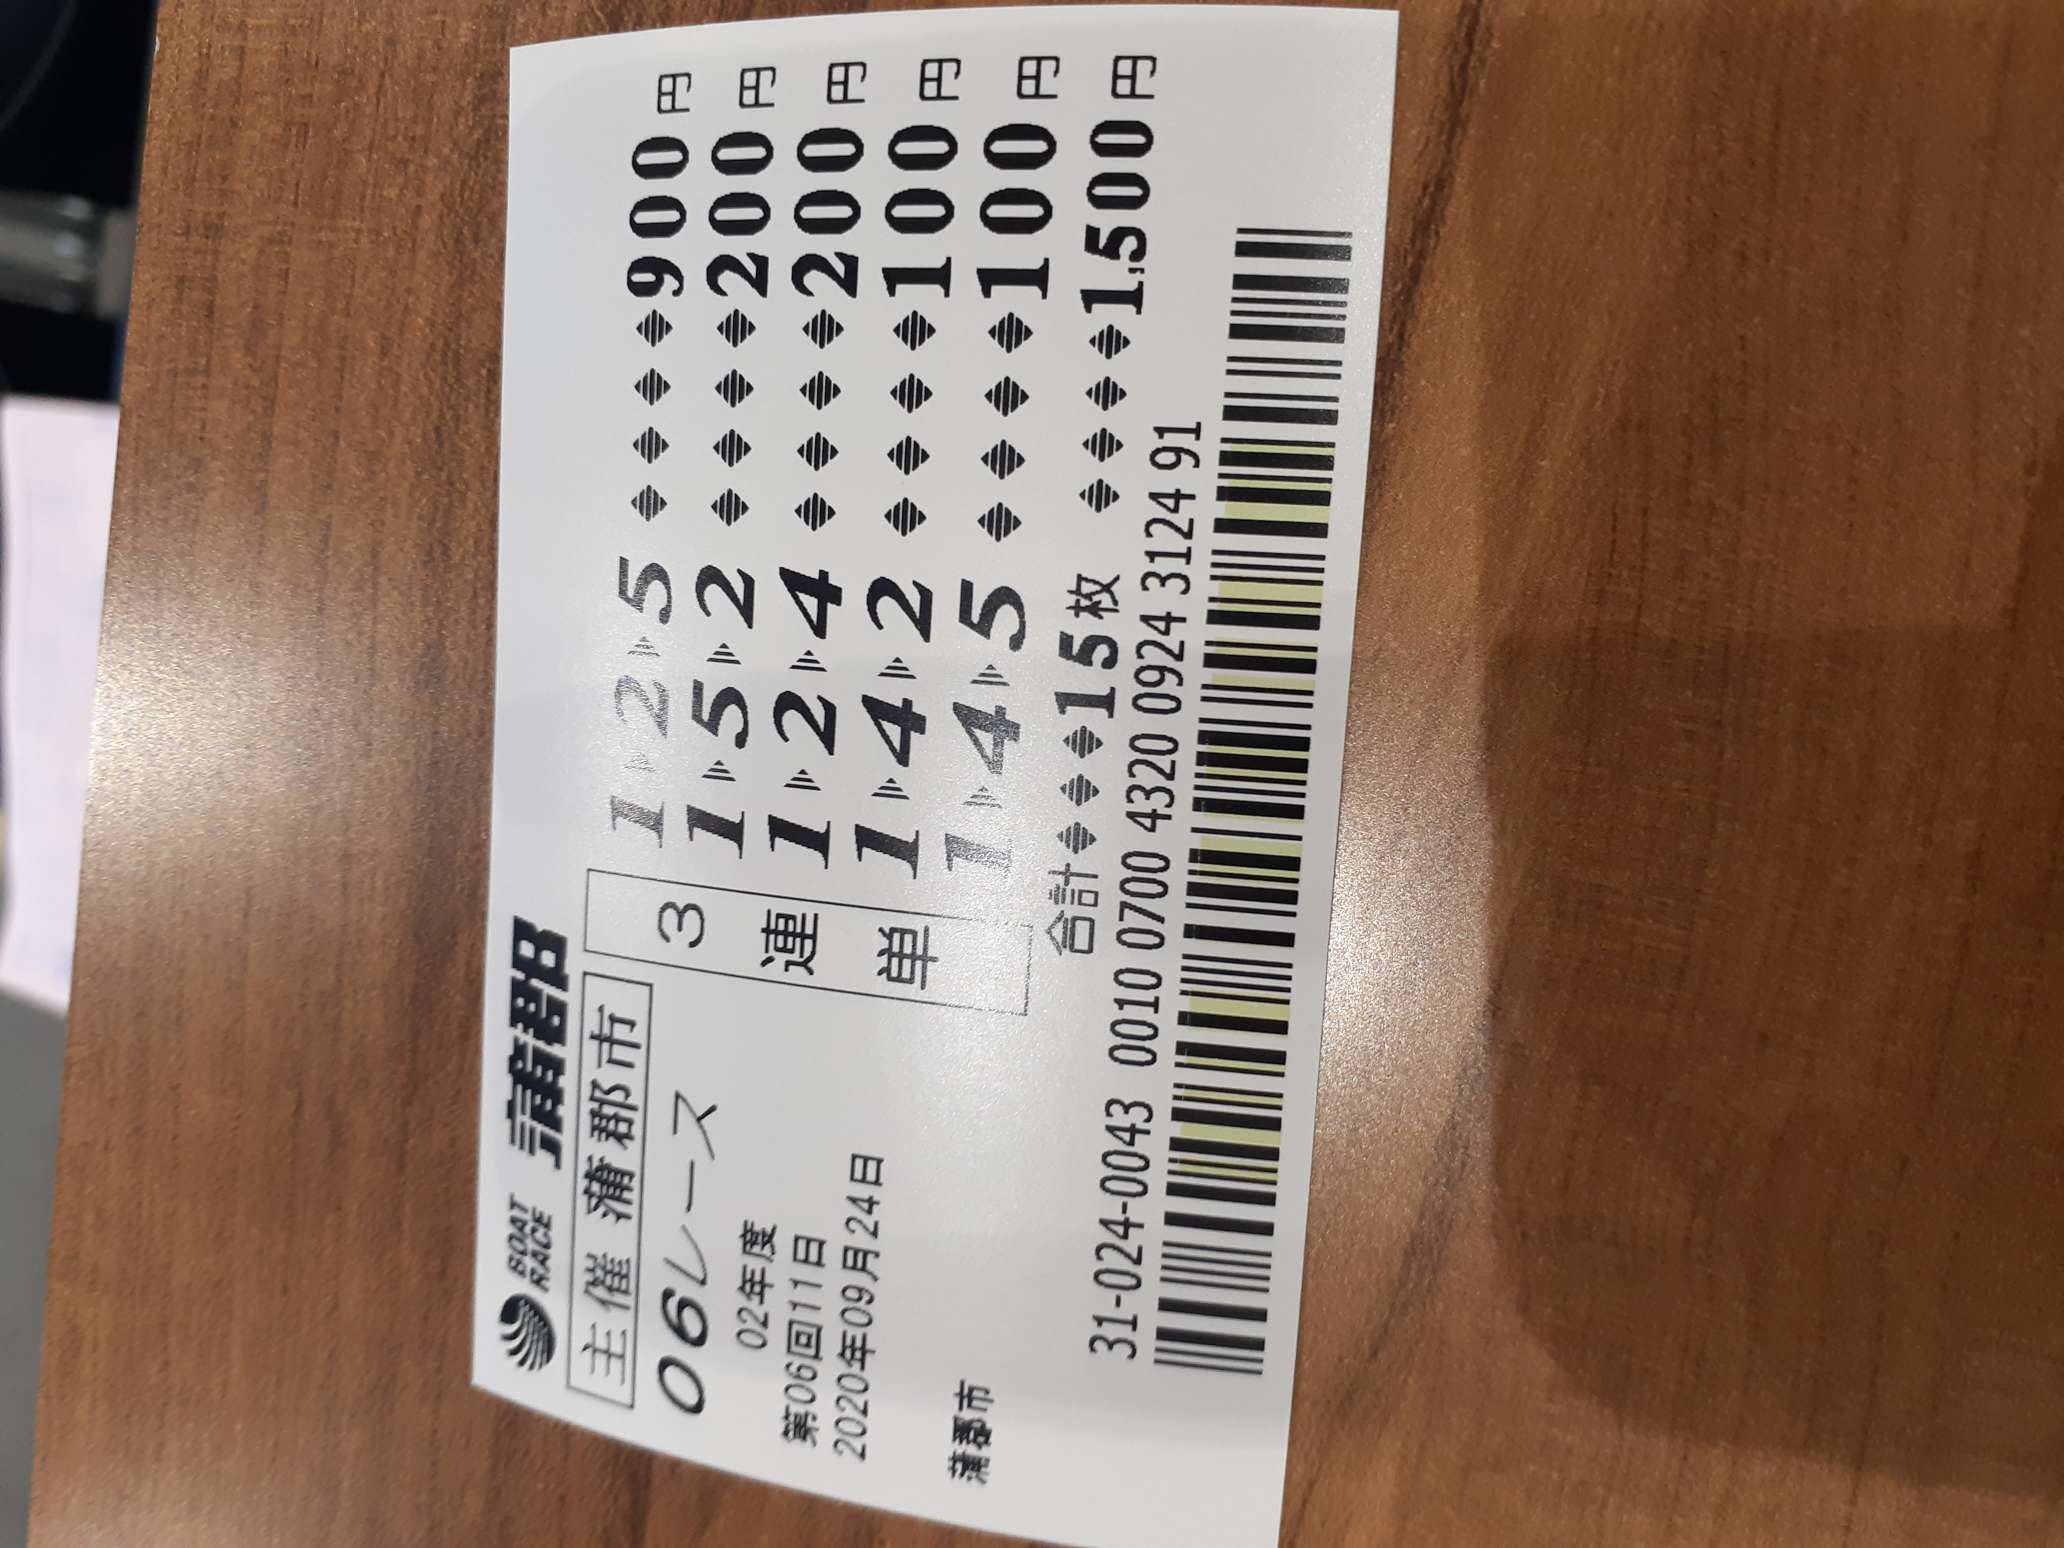 BOAT RACE 蒲郡B
主催 蒲郡市
06レース
02年度
第06回11日
2020年09月24日
蒲郡市
3連単
1▶2▶5 ◆◆◆◆900円
1▶5▶2 ◆◆◆◆200円
1▶2▶4 ◆◆◆◆200円
1▶4▶2 ◆◆◆◆100円
1▶4▶5 ◆◆◆◆100円
合計◆◆◆15枚 ◆◆◆◆1,500円
31-024-0043 0010 0700 4320 0924 3124 91